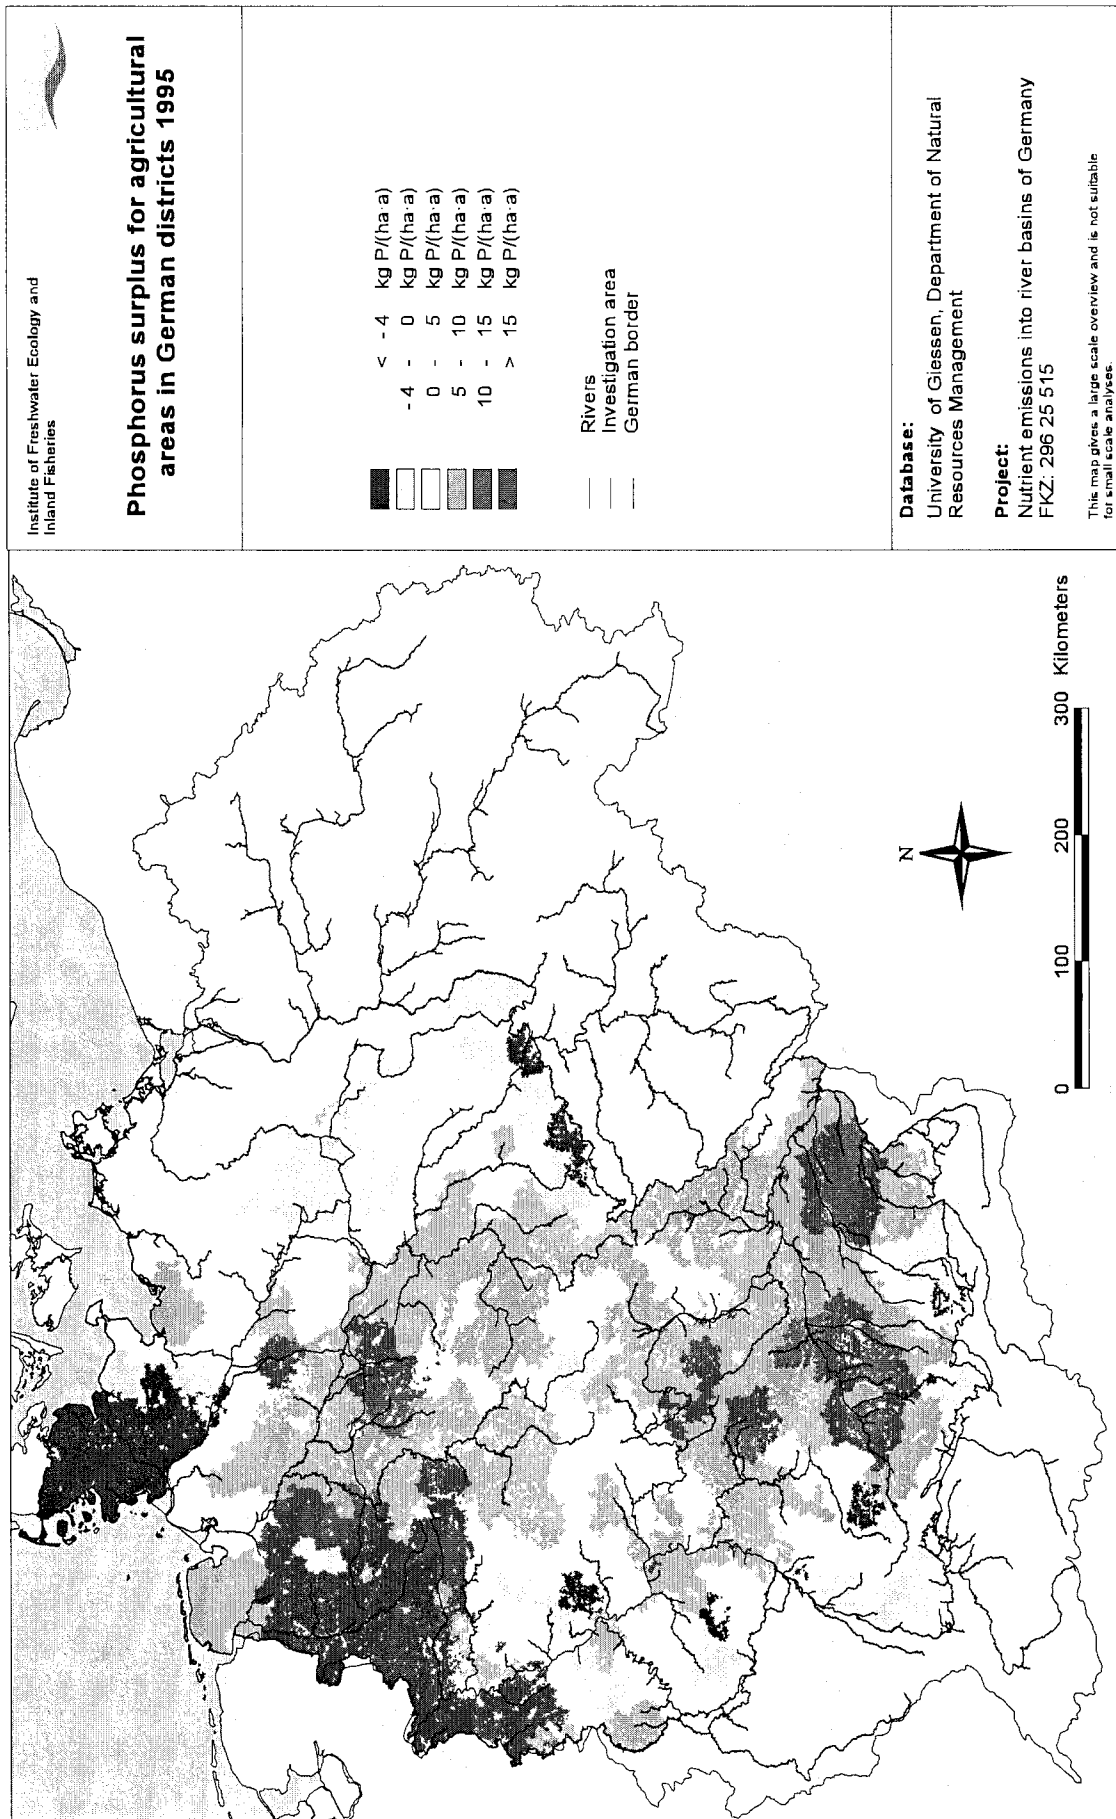 Institute of Freshwater Ecology and
Inland Fisheries
Phosphorus surplus for agricultural
areas in German districts 1995
< - 4 kg P/(ha·a)
- 4 - 0 kg P/(ha·a)
0 - 5 kg P/(ha·a)
5 - 10 kg P/(ha·a)
10 - 15 kg P/(ha·a)
> 15 kg P/(ha·a)
Rivers
Investigation area
German border
Database:
University of Giessen, Department of Natural
Resources Management
Project:
Nutrient emissions into river basins of Germany
FKZ: 296 25 515
This map gives a large scale overview and is not suitable
for small scale analyses.
N
0 100 200 300 Kilometers